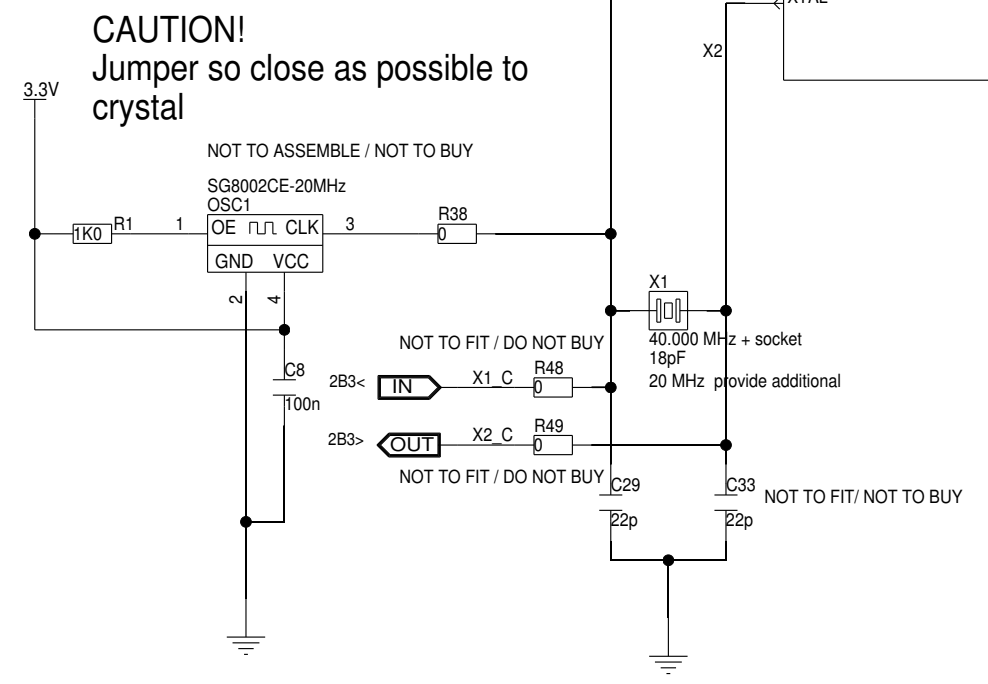 CAUTION!
Jumper so close as possible to
crystal
X2
3.3V
NOT TO ASSEMBLE / NOT TO BUY
SG8002CE-20MHz
OSC1
1K0
R1
1
OE
CLK
3
R38
0
GND
VCC
2
4
X1
40.000 MHz + socket
18pF
20 MHz provide additional
NOT TO FIT / DO NOT BUY
C8
100n
2B3<
IN
X1_C
R48
0
2B3>
OUT
X2_C
R49
0
NOT TO FIT / DO NOT BUY
C29
22p
C33
22p
NOT TO FIT/ NOT TO BUY